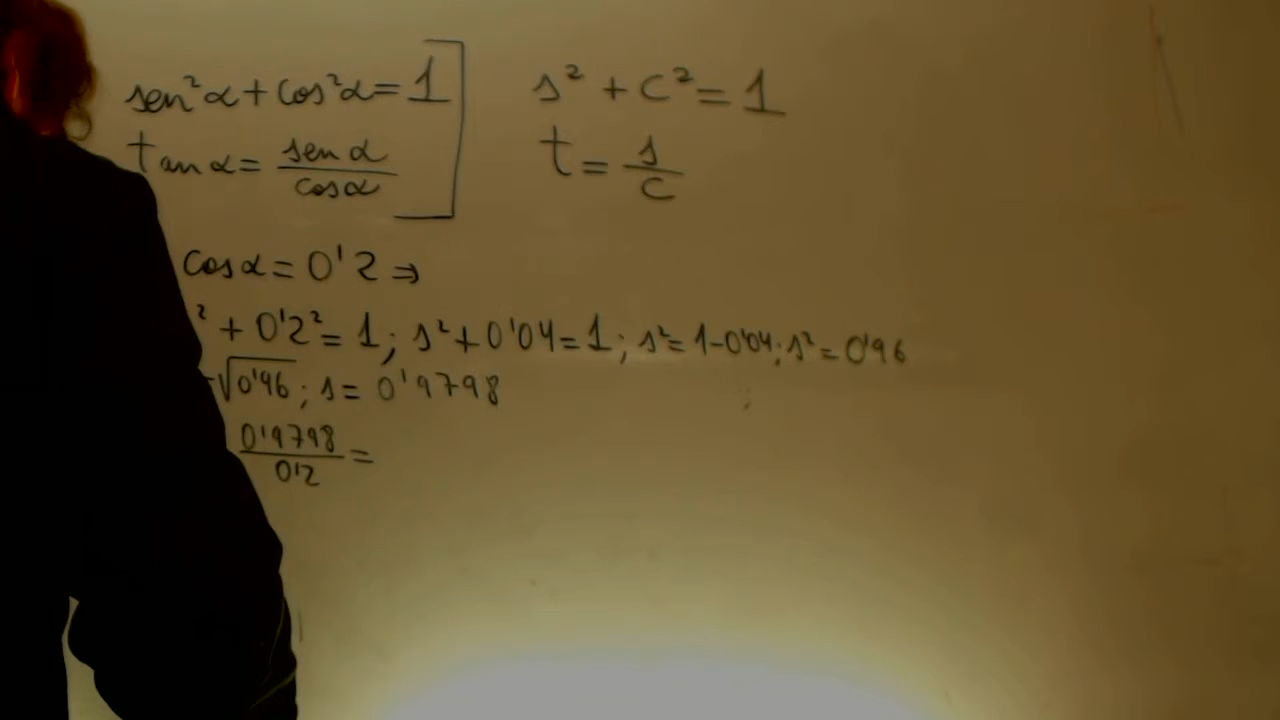 sen²α + cos²α = 1 s² + c² = 1
tan α = sen α / cos α t = s / c
cos α = 0'2 ⇒
² + 0'2² = 1; s² + 0'04 = 1; s² = 1 - 0'04; s² = 0'96
√0'96; s = 0'9798
0'9798 / 0'2 =